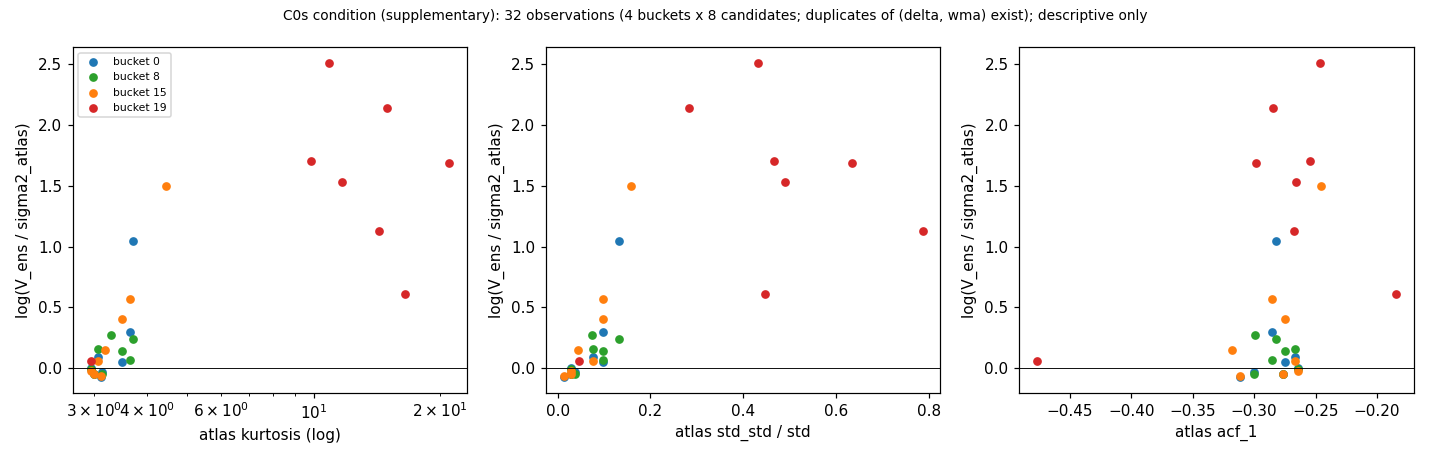 C0s condition (supplementary): 32 observations (4 buckets x 8 candidates; duplicates of (delta, wma) exist); descriptive only
log(V_ens / sigma2_atlas)
2.5
2.0
1.5
1.0
0.5
0.0
bucket 0
bucket 8
bucket 15
bucket 19
3 × 10⁰
4 × 10⁰
6 × 10⁰
10¹
2 × 10¹
atlas kurtosis (log)
log(V_ens / sigma2_atlas)
2.5
2.0
1.5
1.0
0.5
0.0
0.0
0.2
0.4
0.6
0.8
atlas std_std / std
log(V_ens / sigma2_atlas)
2.5
2.0
1.5
1.0
0.5
0.0
−0.45
−0.40
−0.35
−0.30
−0.25
−0.20
atlas acf_1